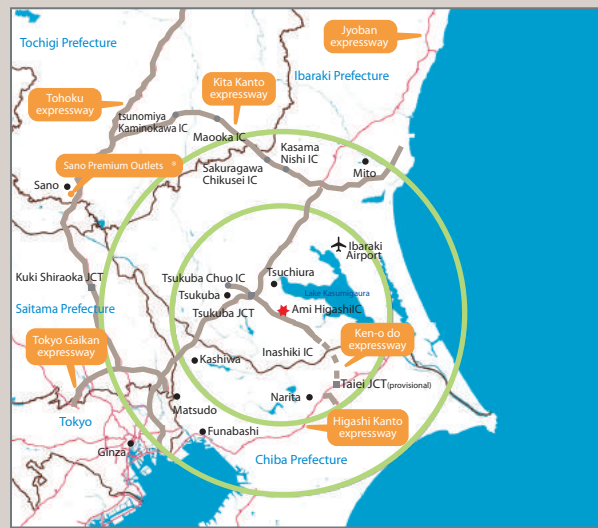 Jyoban
expressway
Tochigi Prefecture
Ibaraki Prefecture
Kita Kanto
expressway
Tohoku
expressway
tsunomiya
Kaminokawa IC
Maooka IC
Kasama
Nishi IC
Sano Premium Outlets ®
Sakuragawa
Chikusei IC
Mito
Sano
Ibaraki
Airport
Kuki Shiraoka JCT
Tsukuba Chuo IC
Tsuchiura
Tsukuba
Lake Kasumigaura
Saitama Prefecture
Tsukuba JCT
Ami HigashiIC
Tokyo Gaikan
expressway
Inashiki IC
Ken-o do
expressway
Kashiwa
Taiei JCT(provisional)
Matsudo
Narita
Tokyo
Higashi Kanto
expressway
Funabashi
Ginza
Chiba Prefecture